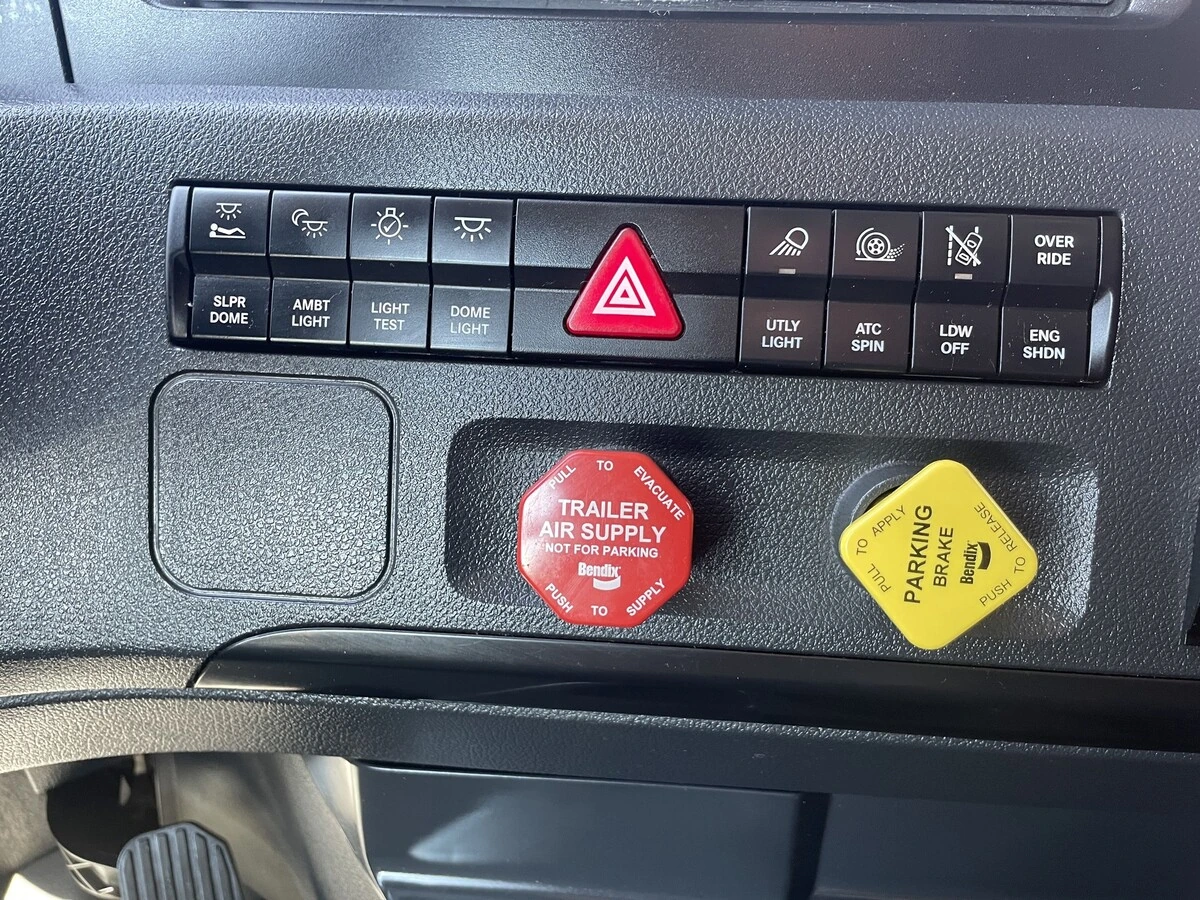 OVER
RIDE
SLPR
DOME
AMBT
LIGHT
LIGHT
TEST
DOME
LIGHT
UTLY
LIGHT
ATC
SPIN
LDW
OFF
ENG
SHDN
PULL TO EVACUATE
TRAILER
AIR SUPPLY
NOT FOR PARKING
Bendix
PUSH TO SUPPLY
PULL TO APPLY
PARKING
BRAKE
Bendix
PUSH TO RELEASE